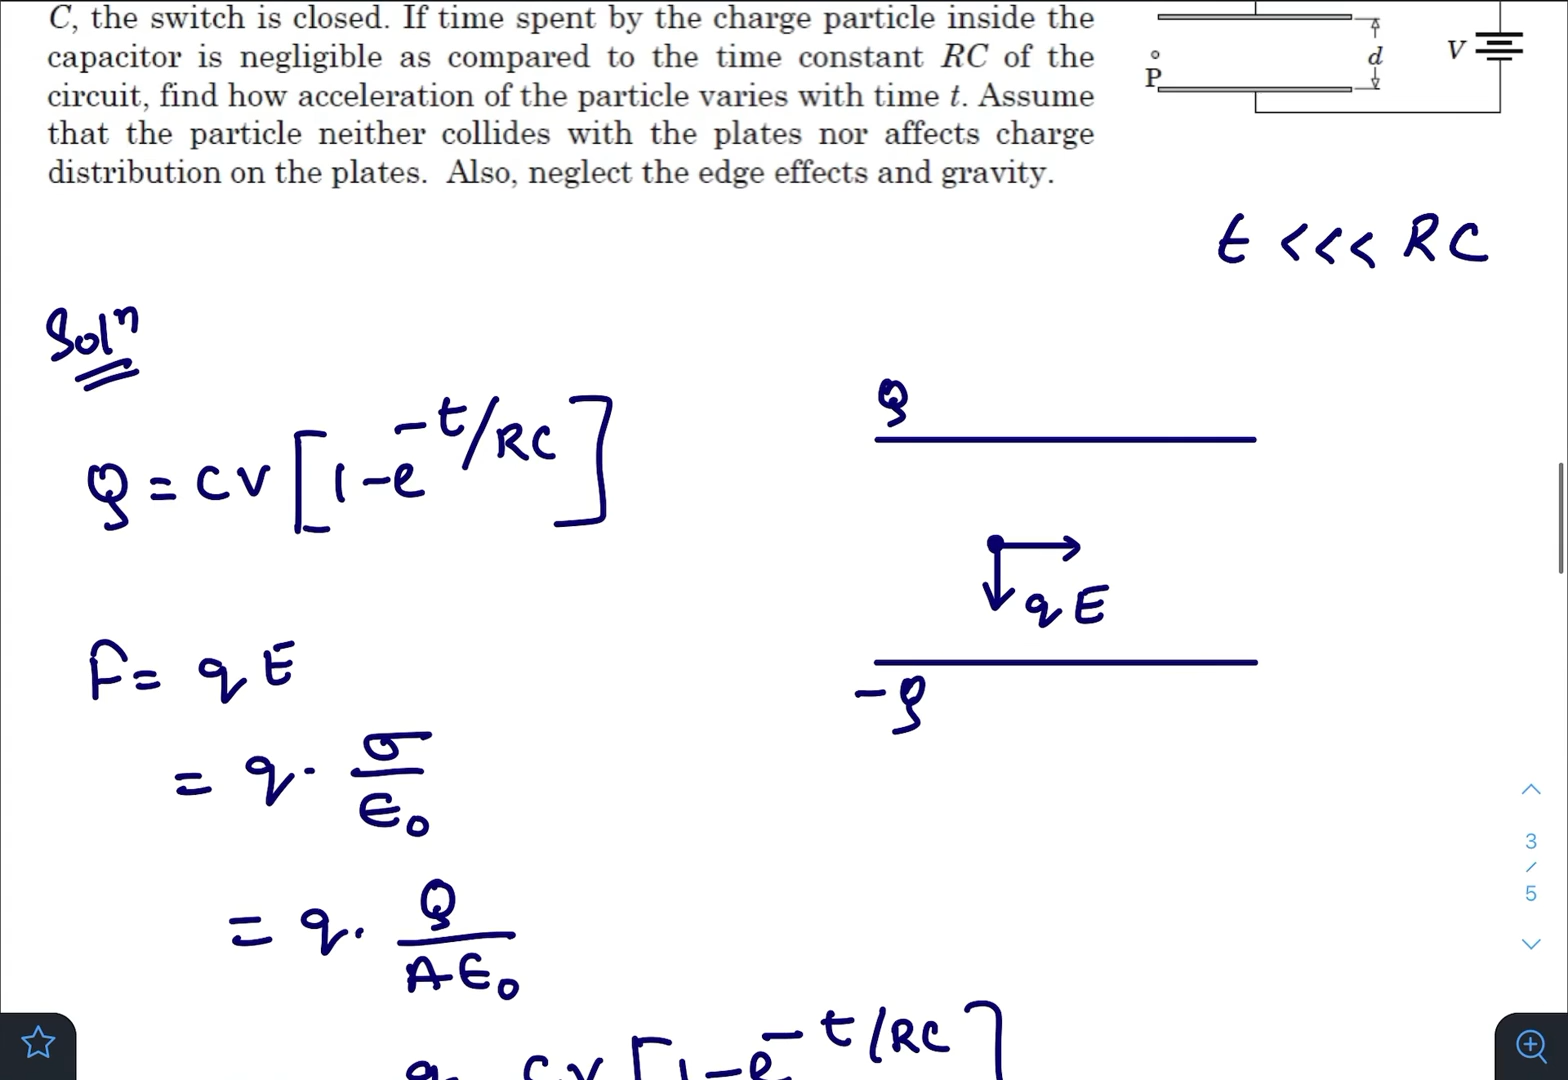 C, the switch is closed. If time spent by the charge particle inside the
capacitor is negligible as compared to the time constant RC of the
circuit, find how acceleration of the particle varies with time t. Assume
that the particle neither collides with the plates nor affects charge
distribution on the plates. Also, neglect the edge effects and gravity.
P
d
V
t <<< RC
Solⁿ
Q = CV [1-e^-t/RC]
Q
qE
-Q
F = qE
= q. σ/ϵ₀
= q. Q/Aϵ₀
q CV [1-e^-t/RC]
3
/
5